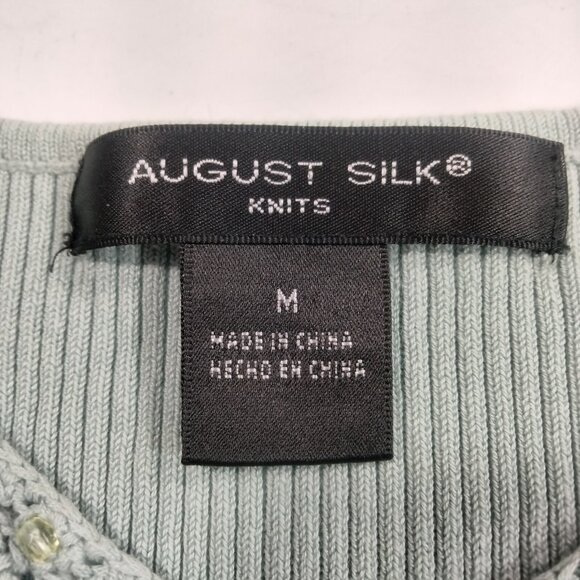 AUGUST SILK®
KNITS
M
MADE IN CHINA
HECHO EN CHINA